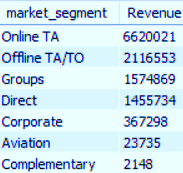 market_segment Revenue
Online TA 6620021
Offline TA/TO 2116553
Groups 1574869
Direct 1455734
Corporate 367298
Aviation 23735
Complementary 2148